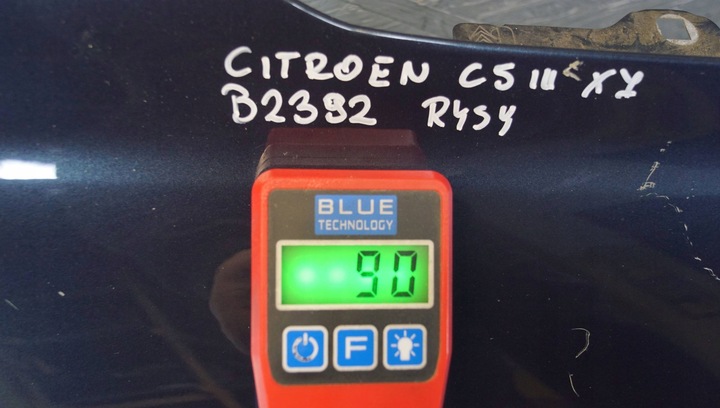 CITROEN C5 III XY
B2392 RYSY
BLUE
TECHNOLOGY
90
F